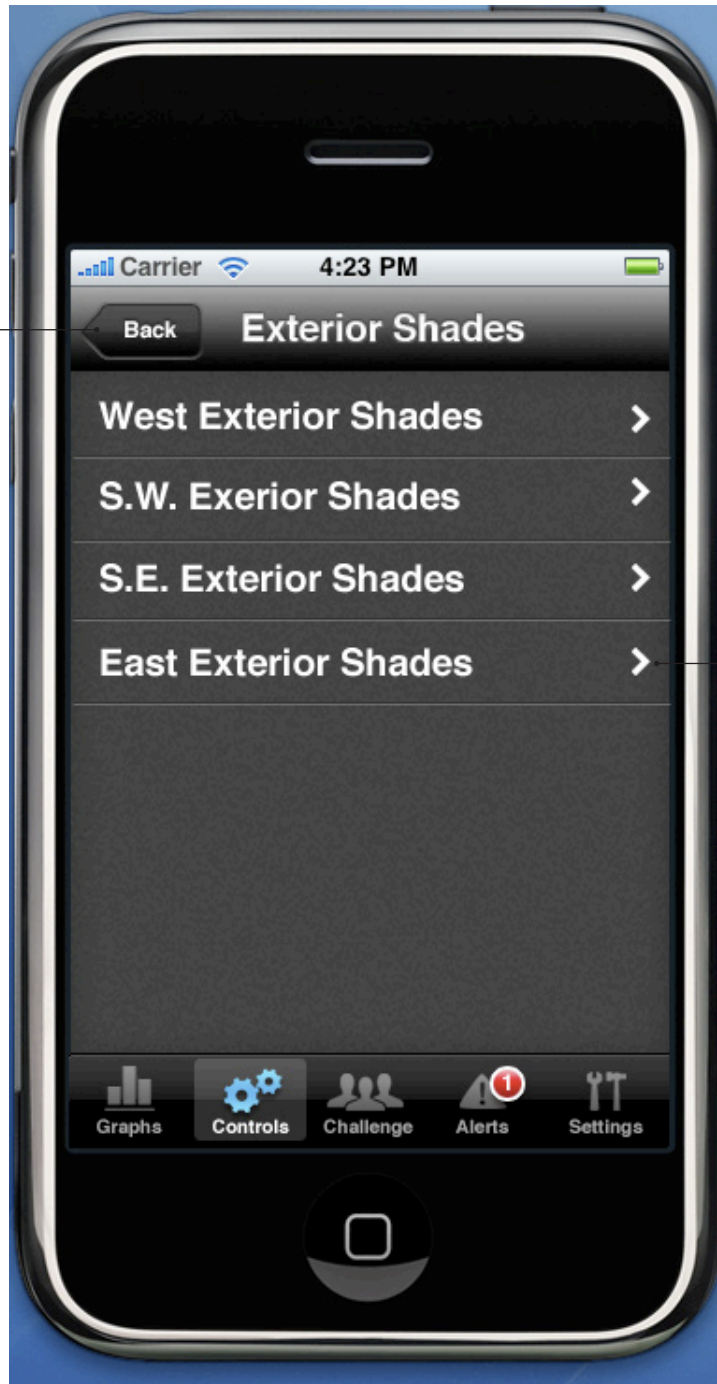 Carrier 4:23 PM
Back Exterior Shades
West Exterior Shades
S.W. Exerior Shades
S.E. Exterior Shades
East Exterior Shades
1
Graphs Controls Challenge Alerts Settings